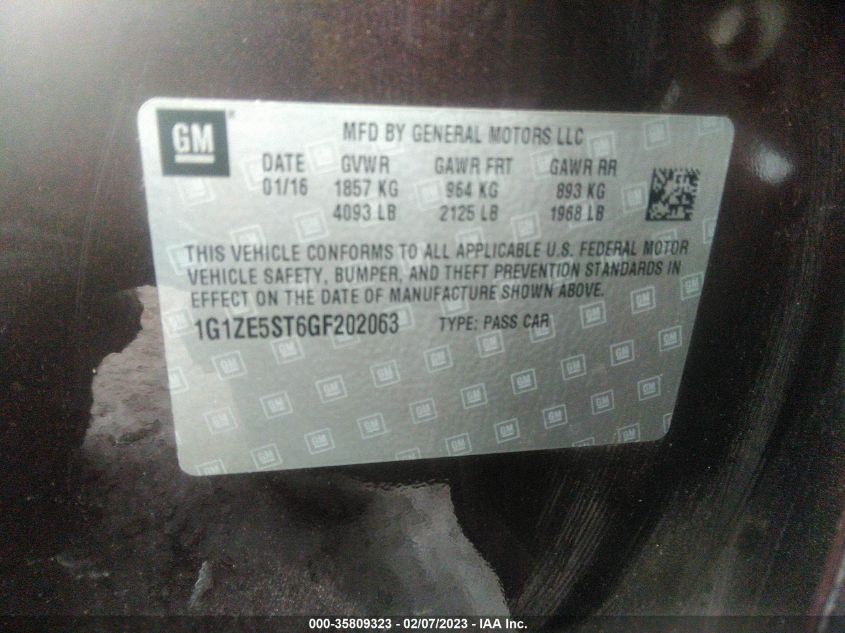 GM
MFD BY GENERAL MOTORS LLC
DATE GVWR GAWR FRT GAWR RR
01/16 1857 KG 964 KG 893 KG
4093 LB 2125 LB 1968 LB
THIS VEHICLE CONFORMS TO ALL APPLICABLE U.S. FEDERAL MOTOR
VEHICLE SAFETY, BUMPER, AND THEFT PREVENTION STANDARDS IN
EFFECT ON THE DATE OF MANUFACTURE SHOWN ABOVE.
1G1ZE5ST6GF202063 TYPE: PASS CAR
000-35809323 - 02/07/2023 - IAA Inc.